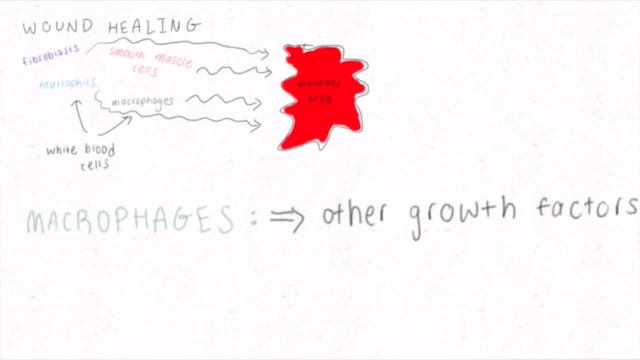 WOUND HEALING
fibroblasts
smooth muscle
cells
neutrophils
macrophages
wounded
area
white blood
cells
MACROPHAGES: ⇒ other growth factors